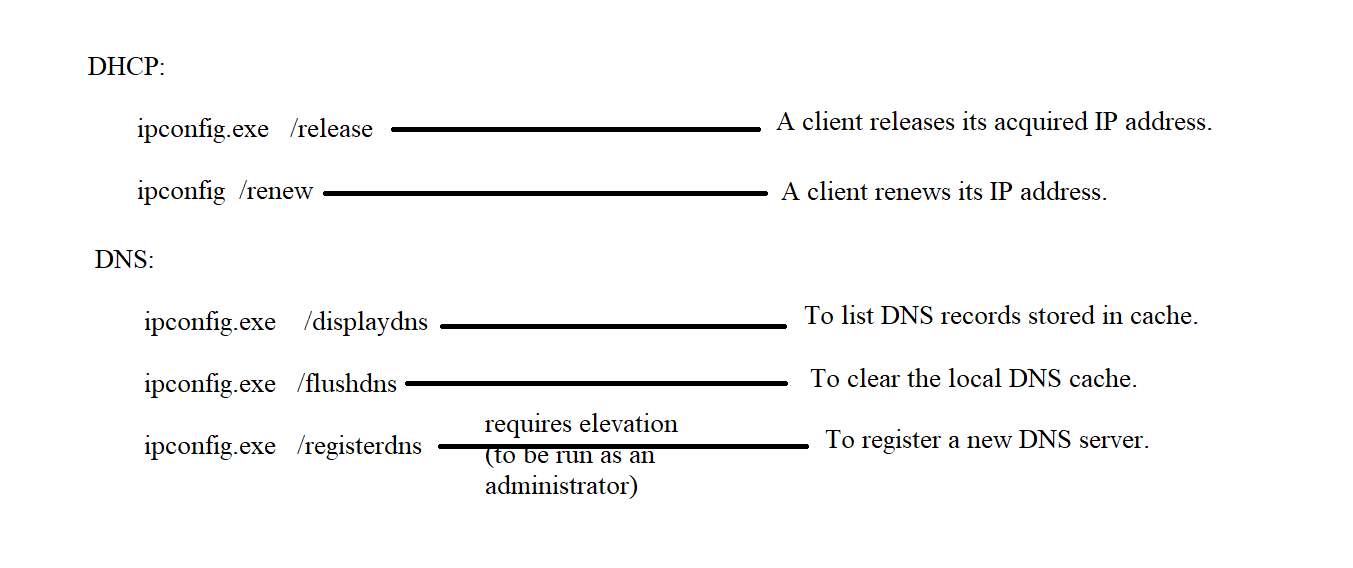 DHCP:
ipconfig.exe /release A client releases its acquired IP address.
ipconfig /renew A client renews its IP address.
DNS:
ipconfig.exe /displaydns To list DNS records stored in cache.
ipconfig.exe /flushdns To clear the local DNS cache.
requires elevation
ipconfig.exe /registerdns To register a new DNS server.
(to be run as an
administrator)